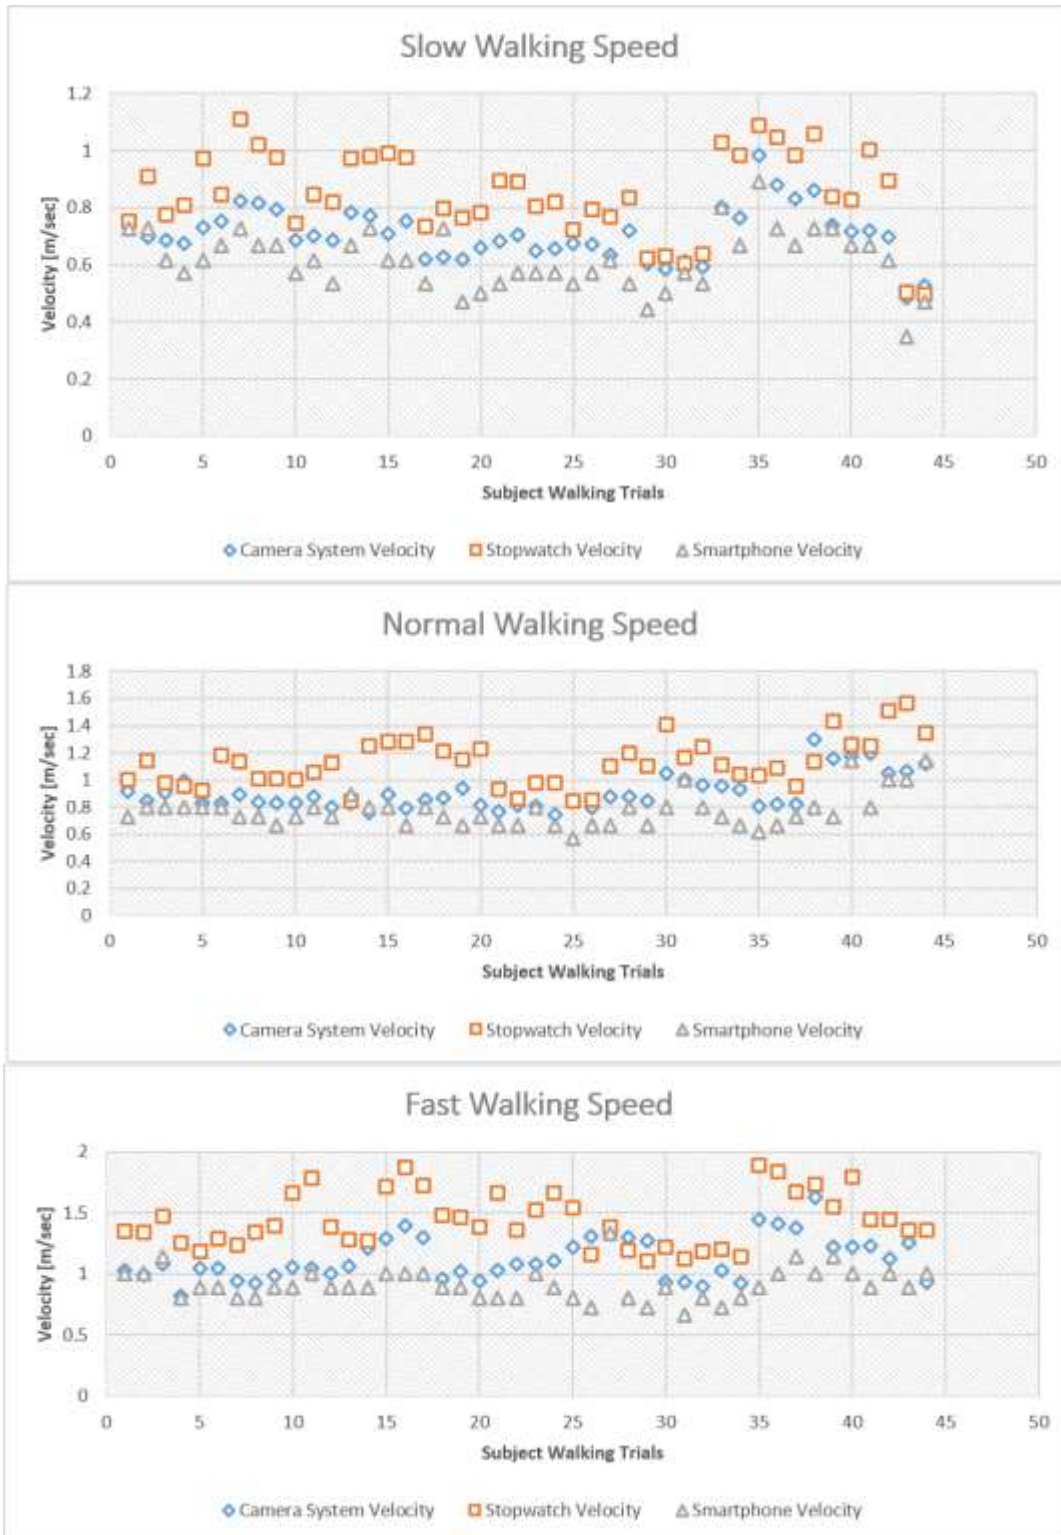 Slow Walking Speed
1.2
1
0.8
0.6
0.4
0.2
0
Velocity [m/sec]
0 5 10 15 20 25 30 35 40 45 50
Subject Walking Trials
Camera System Velocity Stopwatch Velocity Smartphone Velocity
Normal Walking Speed
1.8
1.6
1.4
1.2
1
0.8
0.6
0.4
0.2
0
Velocity [m/sec]
0 5 10 15 20 25 30 35 40 45 50
Subject Walking Trials
Camera System Velocity Stopwatch Velocity Smartphone Velocity
Fast Walking Speed
2
1.5
1
0.5
0
Velocity [m/sec]
0 5 10 15 20 25 30 35 40 45 50
Subject Walking Trials
Camera System Velocity Stopwatch Velocity Smartphone Velocity